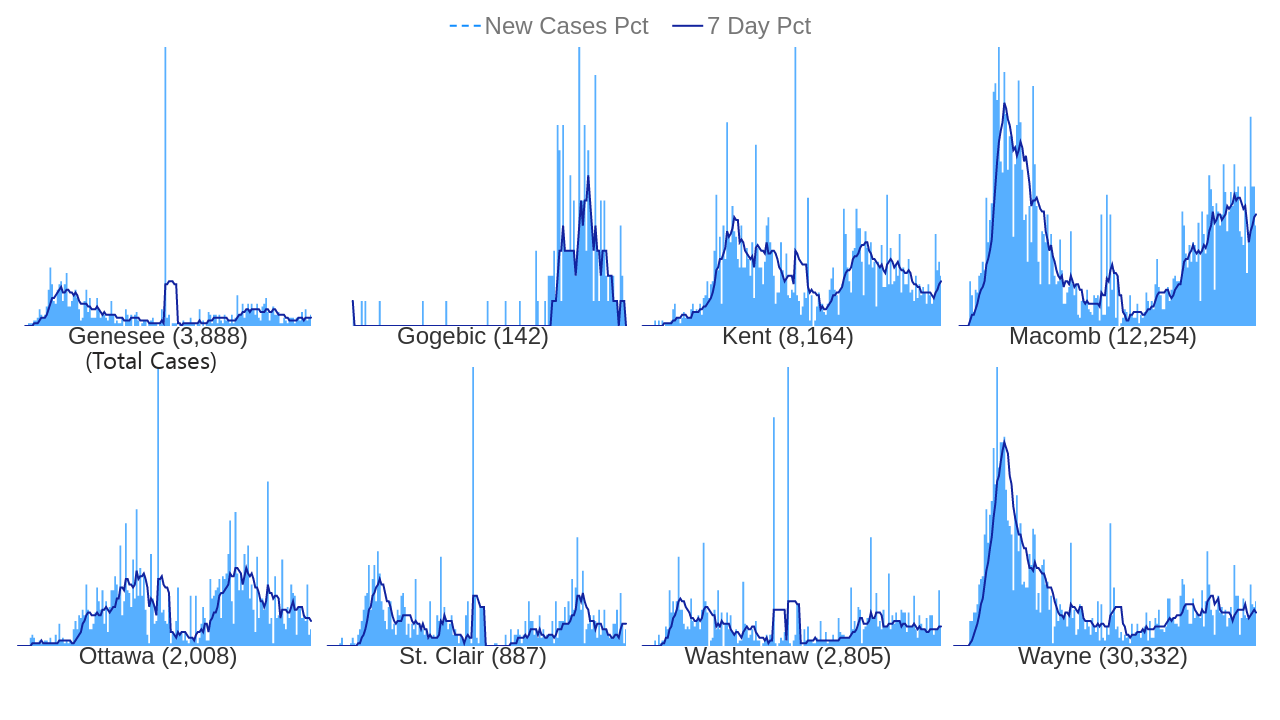 New Cases Pct 7 Day Pct
Genesee (3,888) Gogebic (142) Kent (8,164) Macomb (12,254)
(Total Cases)
Ottawa (2,008) St. Clair (887) Washtenaw (2,805) Wayne (30,332)